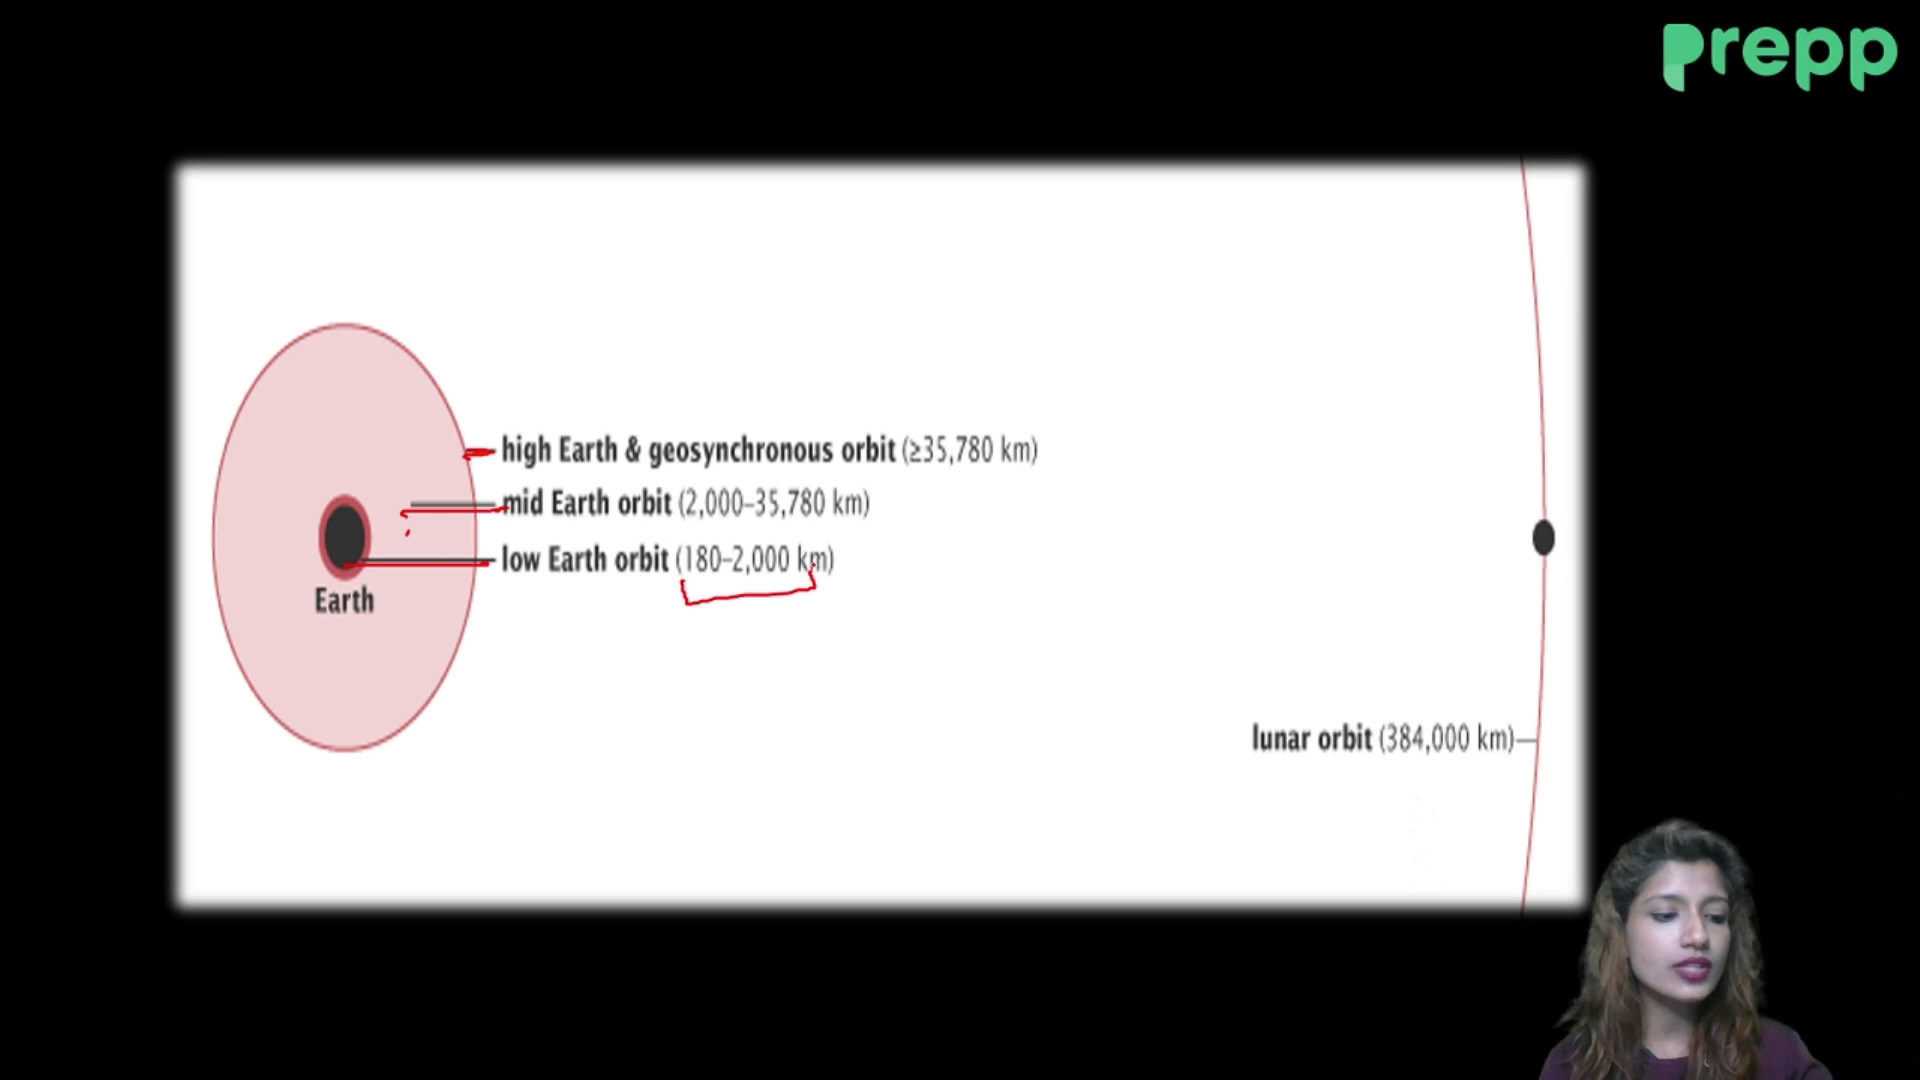 prepp
high Earth & geosynchronous orbit (≥35,780 km)
mid Earth orbit (2,000–35,780 km)
low Earth orbit (180–2,000 km)
Earth
lunar orbit (384,000 km)